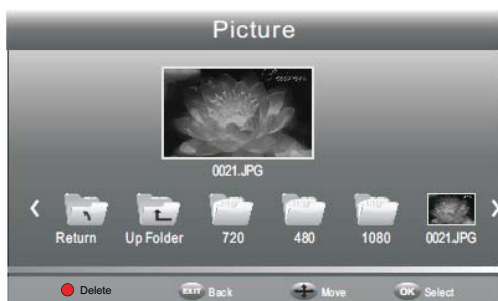 Picture
0021.JPG
Return Up Folder 720 480 1080 0021.JPG
Delete EXIT Back Move OK Select